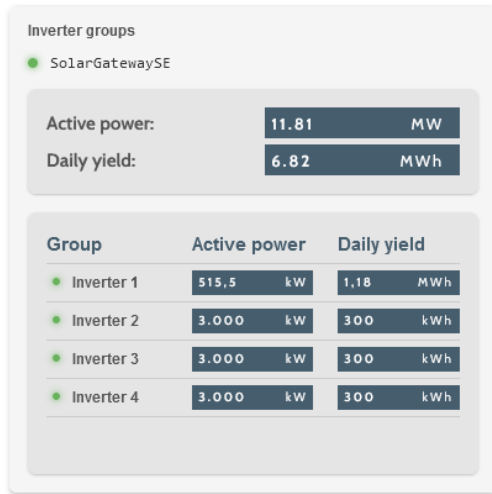 Inverter groups
SolarGatewaySE
Active power: 11.81 MW
Daily yield: 6.82 MWh
Group Active power Daily yield
Inverter 1 515,5 kW 1,18 MWh
Inverter 2 3.000 kW 300 kWh
Inverter 3 3.000 kW 300 kWh
Inverter 4 3.000 kW 300 kWh